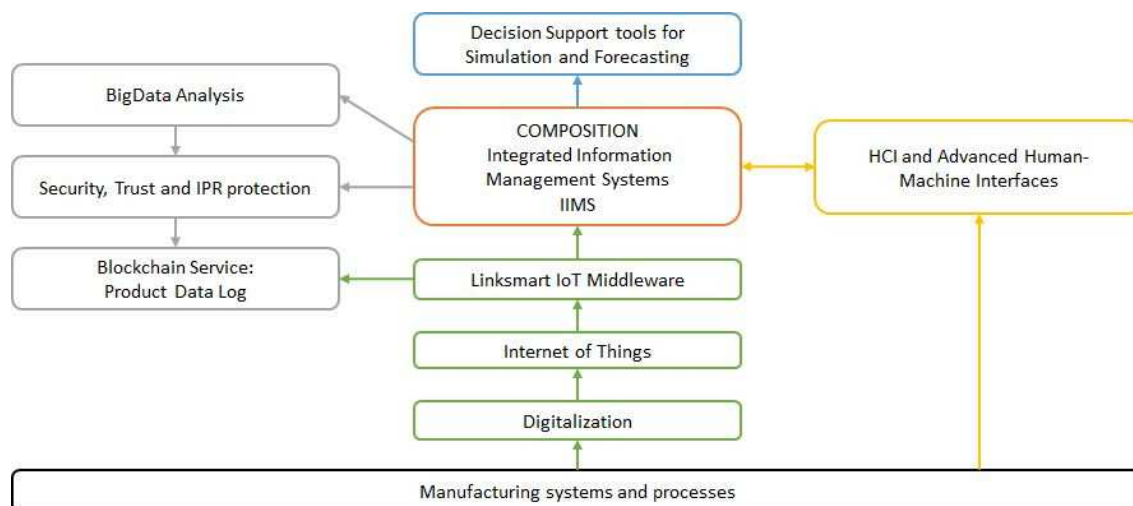 Decision Support tools for
Simulation and Forecasting
BigData Analysis
COMPOSITION
Integrated Information
Management Systems
IIMS
HCI and Advanced Human-
Machine Interfaces
Security, Trust and IPR protection
Blockchain Service:
Product Data Log
Linksmart IoT Middleware
Internet of Things
Digitalization
Manufacturing systems and processes